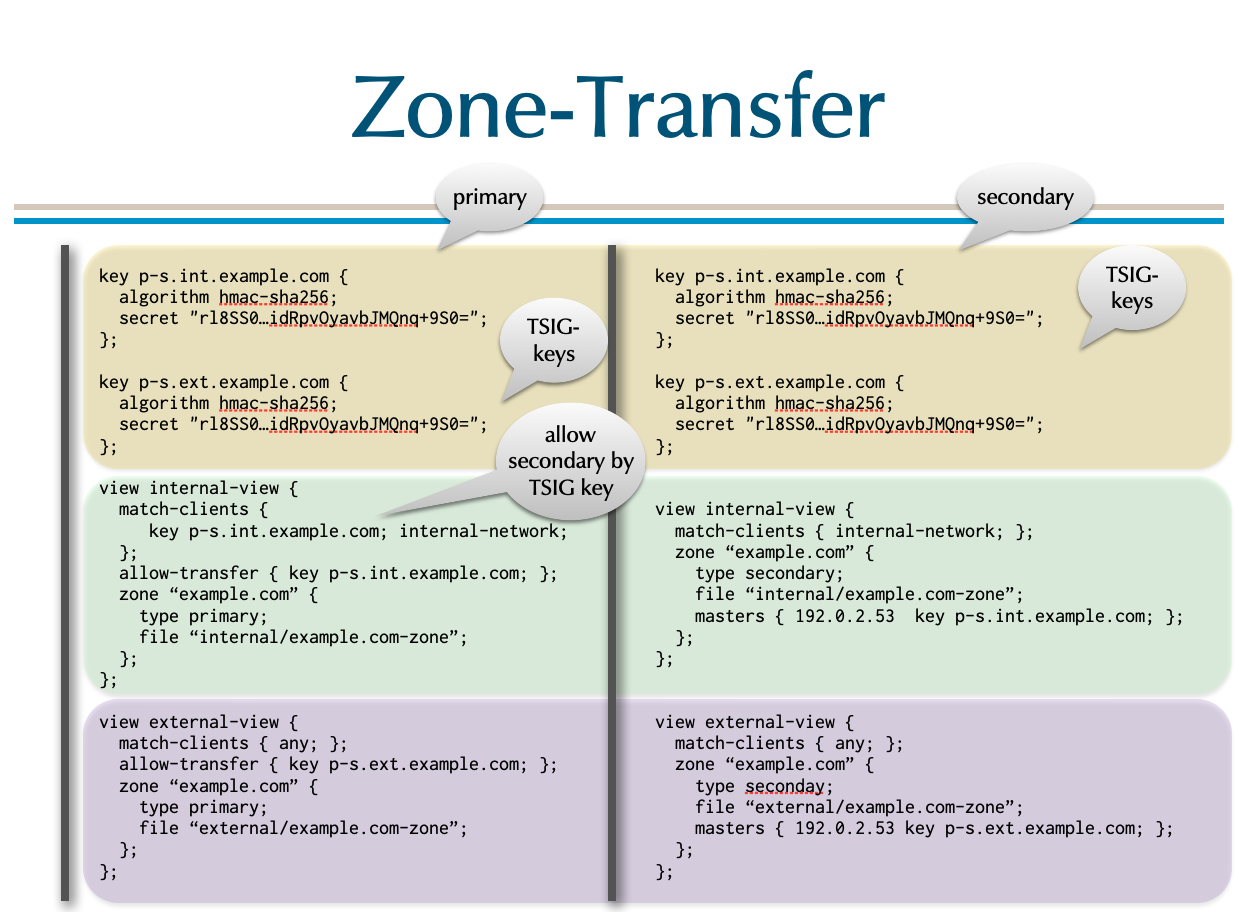 Zone-Transfer
primary
secondary
key p-s.int.example.com {
  algorithm hmac-sha256;
  secret "rl8SS0…idRpvOyavbJMQnq+9S0=";
};
key p-s.ext.example.com {
  algorithm hmac-sha256;
  secret "rl8SS0…idRpvOyavbJMQnq+9S0=";
};
TSIG-
keys
allow
secondary by
TSIG key
view internal-view {
  match-clients {
     key p-s.int.example.com; internal-network;
  };
  allow-transfer { key p-s.int.example.com; };
  zone “example.com” {
    type primary;
    file “internal/example.com-zone”;
  };
};
view external-view {
  match-clients { any; };
  allow-transfer { key p-s.ext.example.com; };
  zone “example.com” {
    type primary;
    file “external/example.com-zone”;
  };
};
key p-s.int.example.com {
  algorithm hmac-sha256;
  secret "rl8SS0…idRpvOyavbJMQnq+9S0=";
};
key p-s.ext.example.com {
  algorithm hmac-sha256;
  secret "rl8SS0…idRpvOyavbJMQnq+9S0=";
};
TSIG-
keys
view internal-view {
  match-clients { internal-network; };
  zone “example.com” {
    type secondary;
    file “internal/example.com-zone”;
    masters { 192.0.2.53  key p-s.int.example.com; };
  };
};
view external-view {
  match-clients { any; };
  zone “example.com” {
    type seconday;
    file “external/example.com-zone”;
    masters { 192.0.2.53 key p-s.ext.example.com; };
  };
};